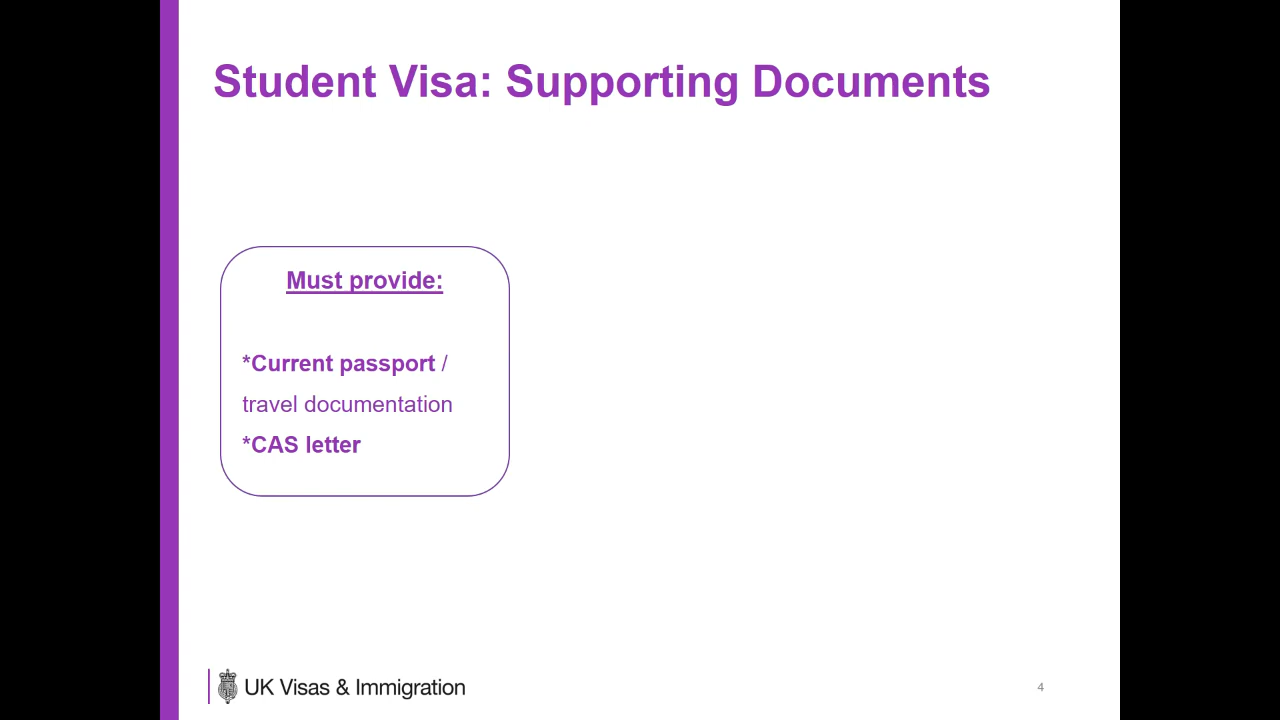 Student Visa: Supporting Documents
Must provide:
*Current passport /
travel documentation
*CAS letter
UK Visas & Immigration
4